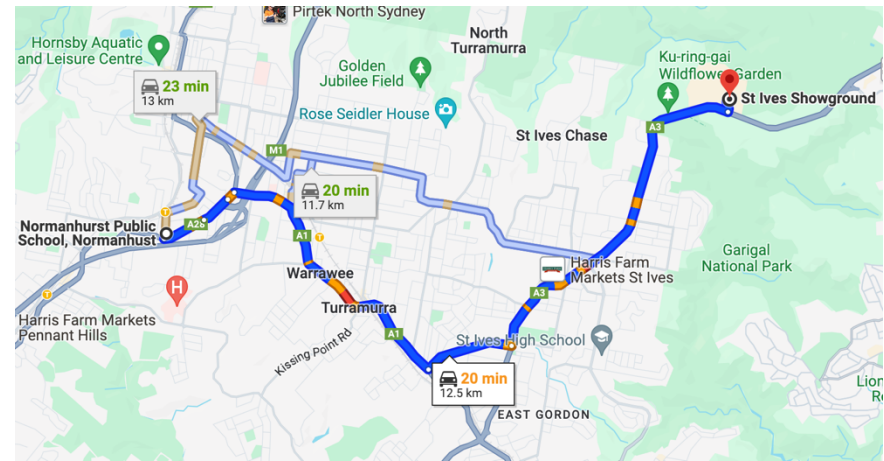 Pirtek North Sydney
North
Turramurra
Hornsby Aquatic
and Leisure Centre
Golden
Jubilee Field
Ku-ring-gai
Wildflower Garden
23 min
13 km
St Ives Showground
Rose Seidler House
A3
St Ives Chase
M1
20 min
11.7 km
T
Normanhurst Public
School, Normanhust
A28
A1
T
Garigal
National Park
Harris Farm
Markets St Ives
Warrawee
H
T
A3
Turramurra
Harris Farm Markets
Pennant Hills
A1
St Ives High School
Kissing Point Rd
20 min
12.5 km
Lion
Re
EAST GORDON